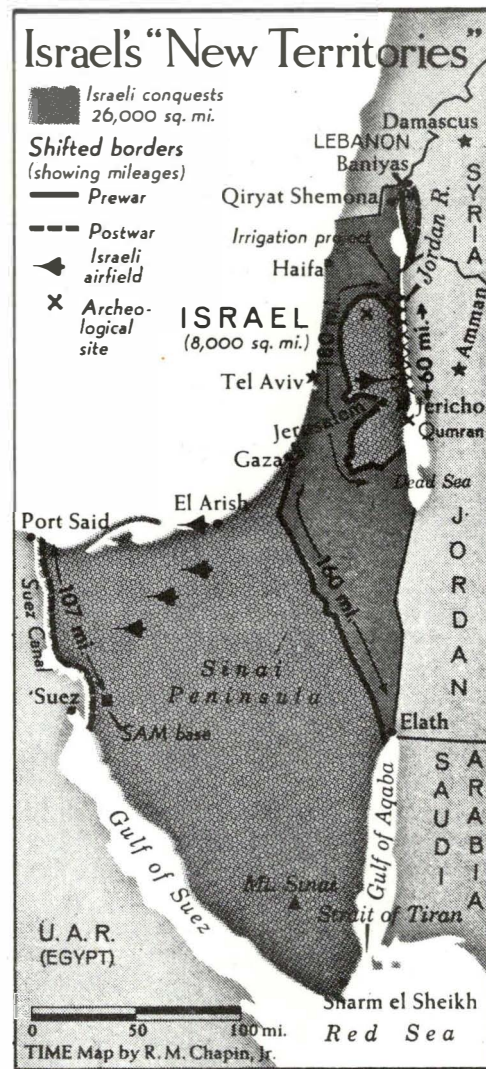 Israel's “New Territories”
Israeli conquests
26,000 sq. mi.
Shifted borders
(showing mileages)
Prewar
Postwar
Israeli
airfield
Archeo-
logical
site
Damascus
LEBANON
Baniyas
SYRIA
Qiryat Shemona
Jordan R.
Irrigation project
Haifa
ISRAEL
(8,000 sq. mi.)
180 mi.
60 mi.
Amman
Tel Aviv
Jericho
Jerusalem
Qumran
Gaza
Dead Sea
El Arish
Port Said
JORDAN
Suez Canal
107 mi.
160 mi.
Sinai
Peninsula
Suez
SAM base
Elath
SAUDI
ARABIA
Gulf of Aqaba
Gulf of Suez
Mt. Sinai
Strait of Tiran
U.A.R.
(EGYPT)
Sharm el Sheikh
0 50 100 mi.
Red Sea
TIME Map by R. M. Chapin, Jr.